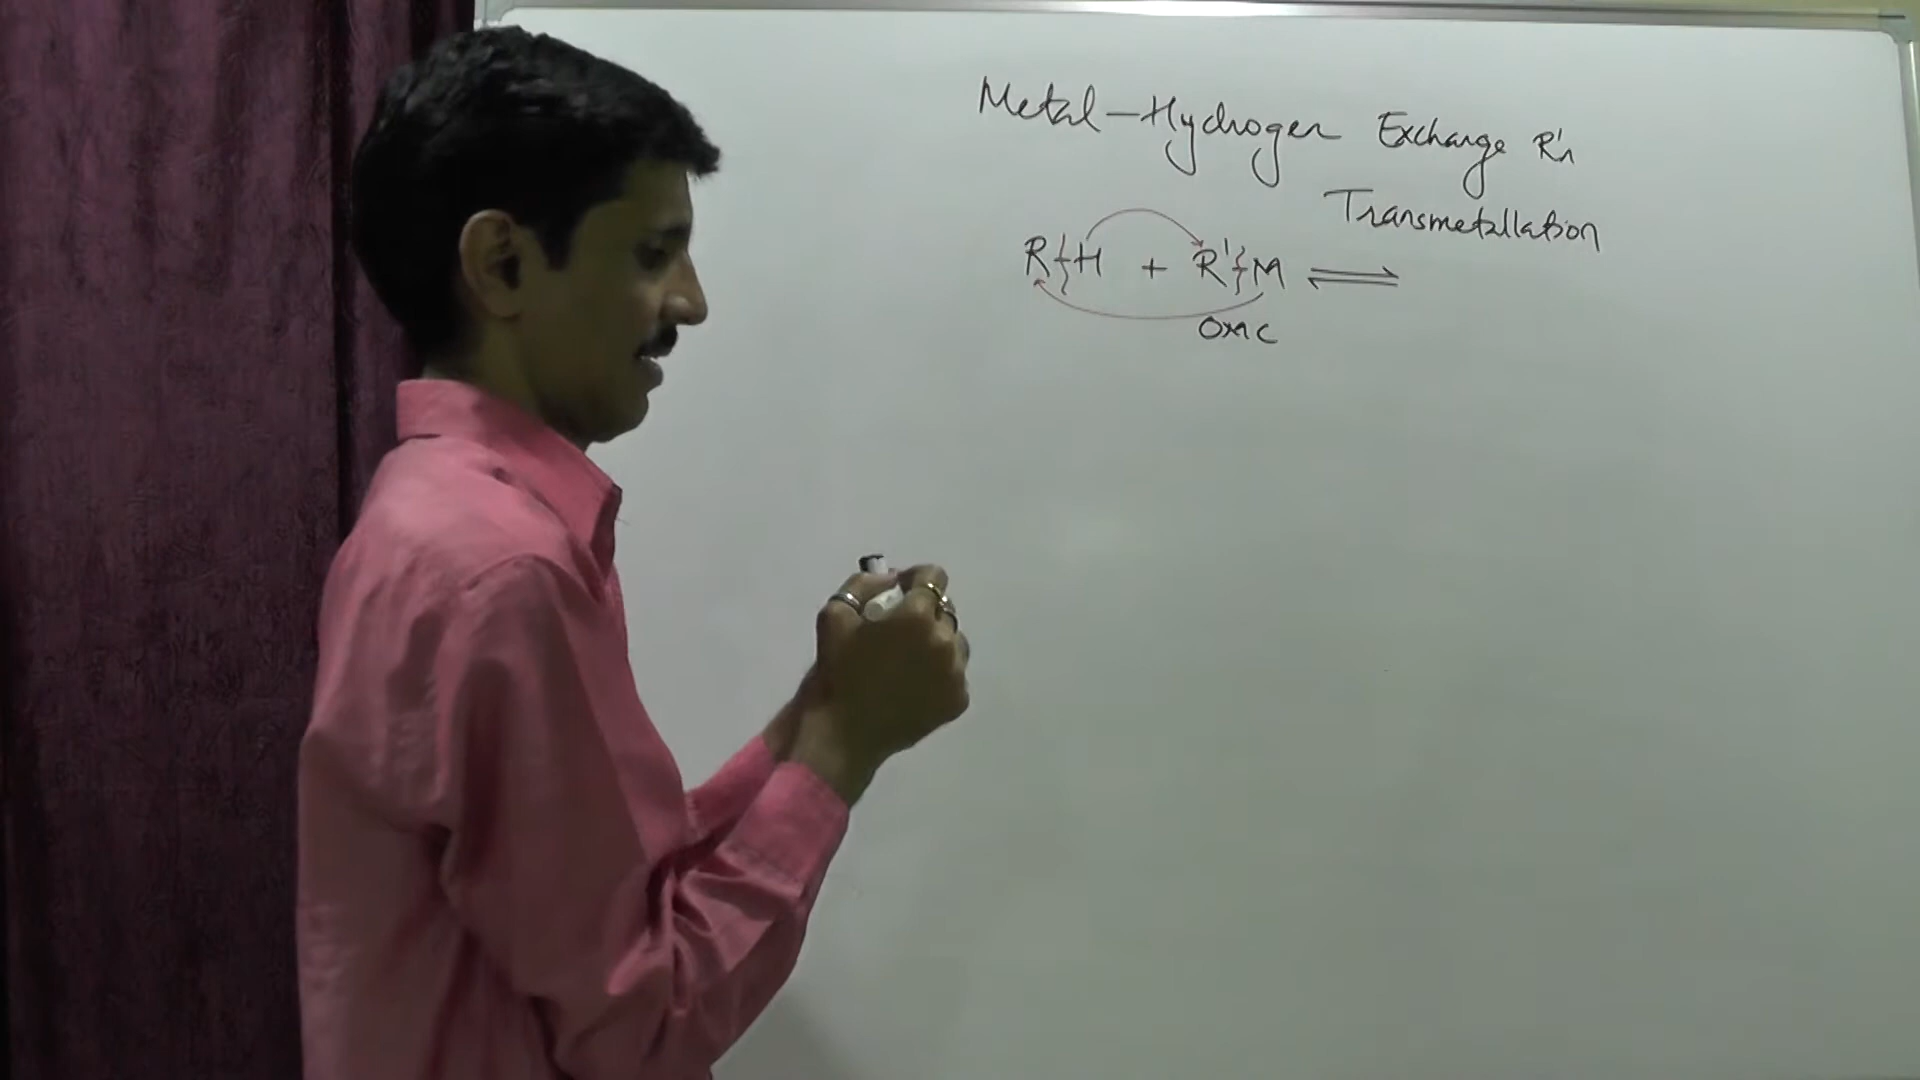 Metal-Hydrogen Exchange R'n
Transmetallation
R-H + R'-M ⇌
OMC